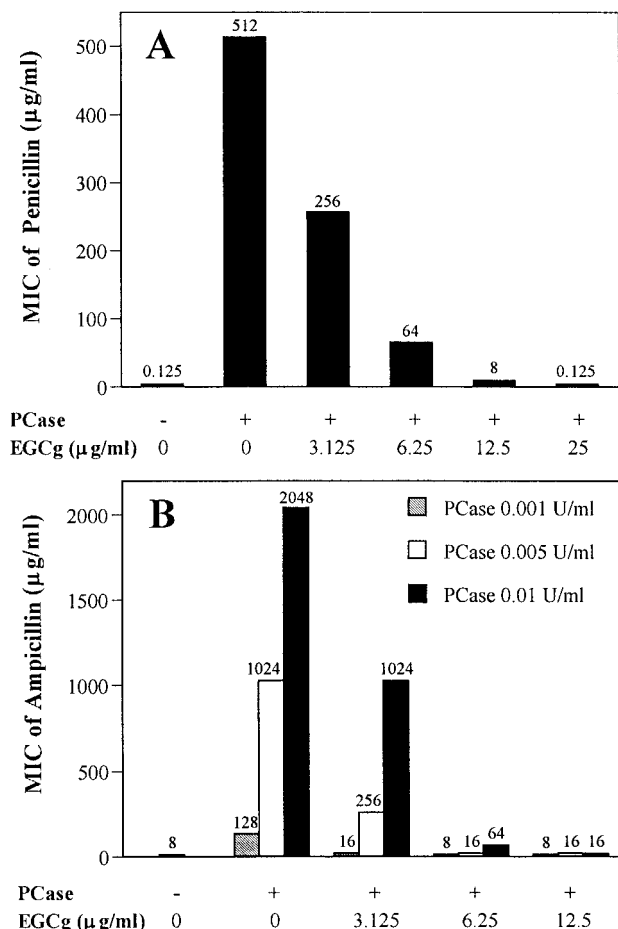 A
MIC of Penicillin (µg/ml)
500
400
300
200
100
0
0.125
512
256
64
8
0.125
PCase - + + + + +
EGCg (µg/ml) 0 0 3.125 6.25 12.5 25
B
MIC of Ampicillin (µg/ml)
2000
1500
1000
500
0
PCase 0.001 U/ml
PCase 0.005 U/ml
PCase 0.01 U/ml
8
128 1024 2048
16 256 1024
8 16 64
8 16 16
PCase - + + + +
EGCg (µg/ml) 0 0 3.125 6.25 12.5